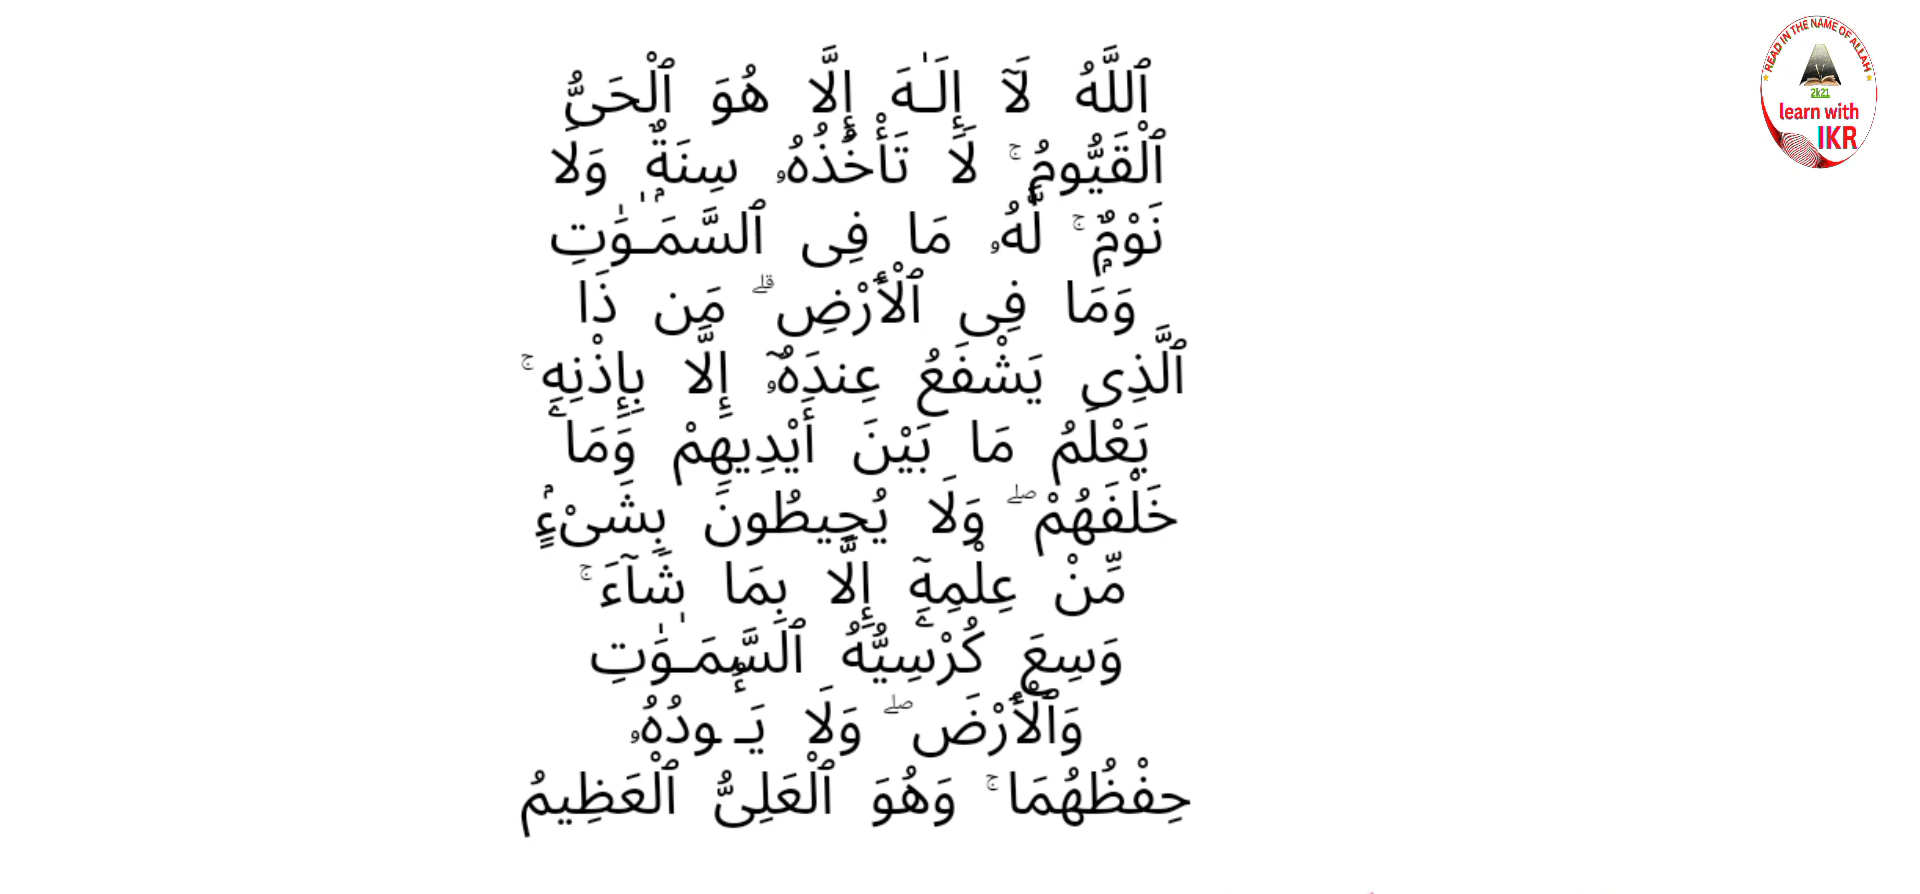 ٱللَّهُ لَآ إِلَـٰهَ إِلَّا هُوَ ٱلْحَىُّ
ٱلْقَيُّومُ ۚ لَا تَأْخُذُهُۥ سِنَةٌۭ وَلَا
نَوْمٌۭ ۚ لَّهُۥ مَا فِى ٱلسَّمَـٰوَٰتِ
وَمَا فِى ٱلْأَرْضِ ۗ مَن ذَا
ٱلَّذِى يَشْفَعُ عِندَهُۥٓ إِلَّا بِإِذْنِهِۦ ۚ
يَعْلَمُ مَا بَيْنَ أَيْدِيهِمْ وَمَا
خَلْفَهُمْ ۖ وَلَا يُحِيطُونَ بِشَىْءٍۢ
مِّنْ عِلْمِهِۦٓ إِلَّا بِمَا شَآءَ ۚ
وَسِعَ كُرْسِيُّهُ ٱلسَّمَـٰوَٰتِ
وَٱلْأَرْضَ ۖ وَلَا يَـُٔودُهُۥ
حِفْظُهُمَا ۚ وَهُوَ ٱلْعَلِىُّ ٱلْعَظِيمُ
READ IN THE NAME OF ALLAH
2k21
learn with
IKR